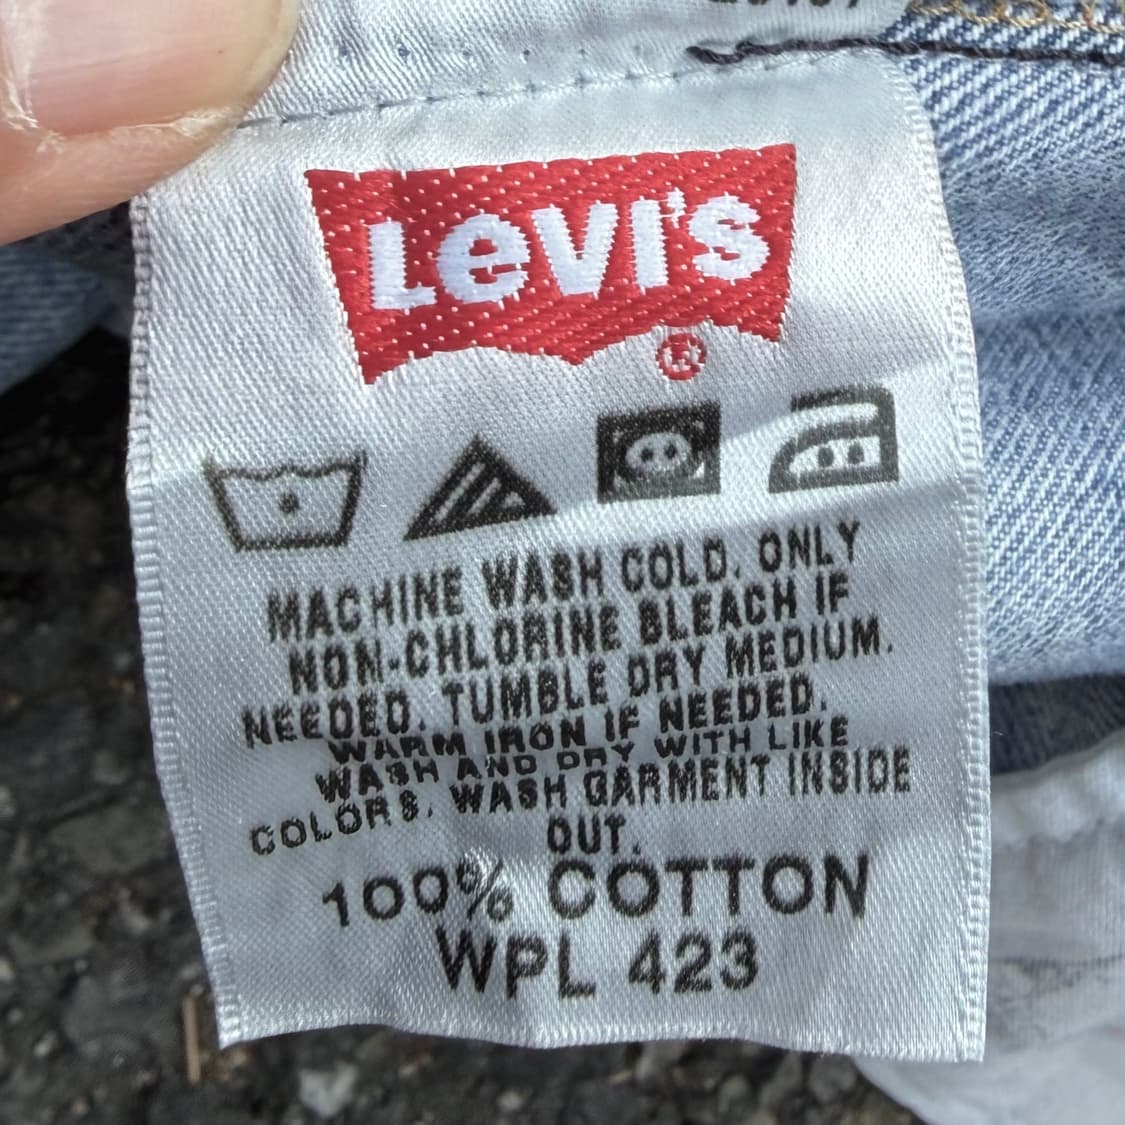 Levi's
®
MACHINE WASH COLD. ONLY
NON-CHLORINE BLEACH IF
NEEDED. TUMBLE DRY MEDIUM.
WARM IRON IF NEEDED.
WASH AND DRY WITH LIKE
COLORS. WASH GARMENT INSIDE
OUT.
100% COTTON
WPL 423